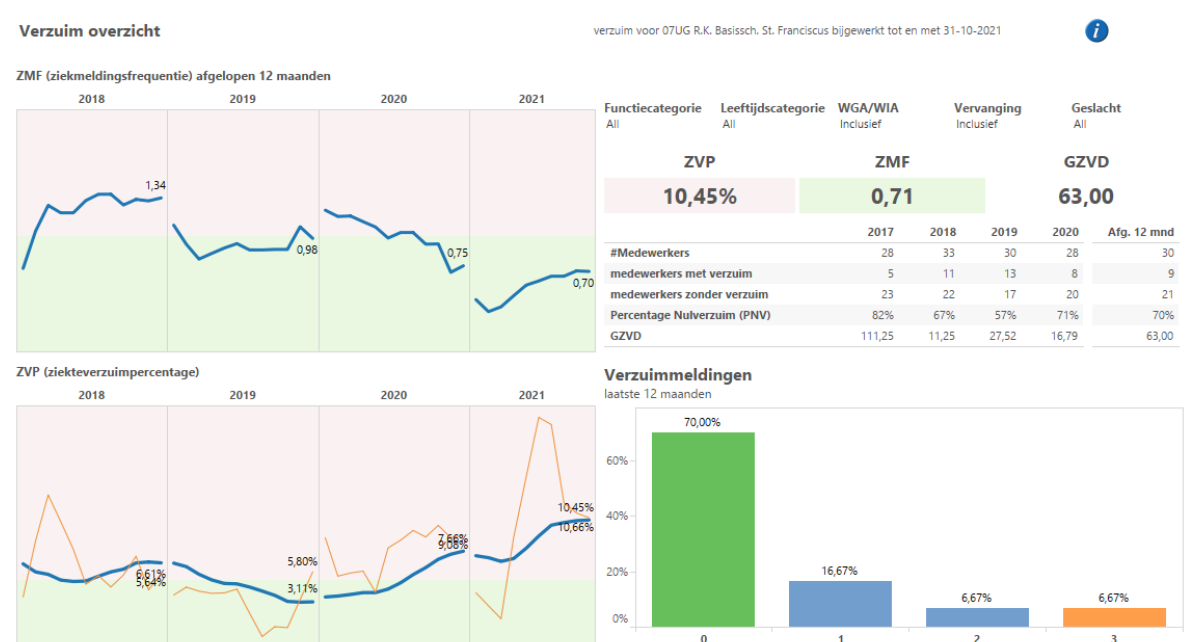 Verzuim overzicht
verzuim voor 07UG R.K. Basissch. St. Franciscus bijgewerkt tot en met 31-10-2021
i
ZMF (ziekmeldingsfrequentie) afgelopen 12 maanden
2018 2019 2020 2021
1,34
0,98
0,75
0,70
Functiecategorie Leeftijdscategorie WGA/WIA Vervanging Geslacht
All All Inclusief Inclusief All
ZVP ZMF GZVD
10,45% 0,71 63,00
2017 2018 2019 2020 Afg. 12 mnd
#Medewerkers 28 33 30 28 30
medewerkers met verzuim 5 11 13 8 9
medewerkers zonder verzuim 23 22 17 20 21
Percentage Nulverzuim (PNV) 82% 67% 57% 71% 70%
GZVD 111,25 11,25 27,52 16,79 63,00
ZVP (ziekteverzuimpercentage)
2018 2019 2020 2021
6,61%
5,64%
5,80%
3,11%
7,66%
9,08%
10,45%
10,66%
Verzuimmeldingen
laatste 12 maanden
60%
40%
20%
0%
70,00%
16,67%
6,67%
6,67%
0 1 2 3